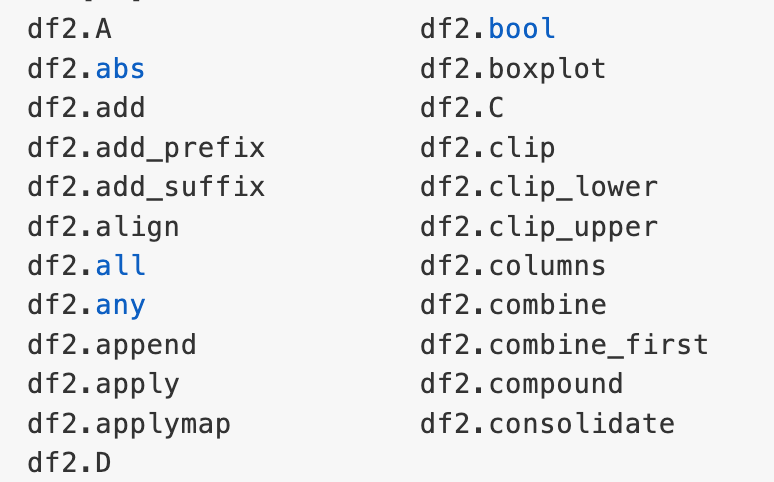 df2.A df2.bool
df2.abs df2.boxplot
df2.add df2.C
df2.add_prefix df2.clip
df2.add_suffix df2.clip_lower
df2.align df2.clip_upper
df2.all df2.columns
df2.any df2.combine
df2.append df2.combine_first
df2.apply df2.compound
df2.applymap df2.consolidate
df2.D